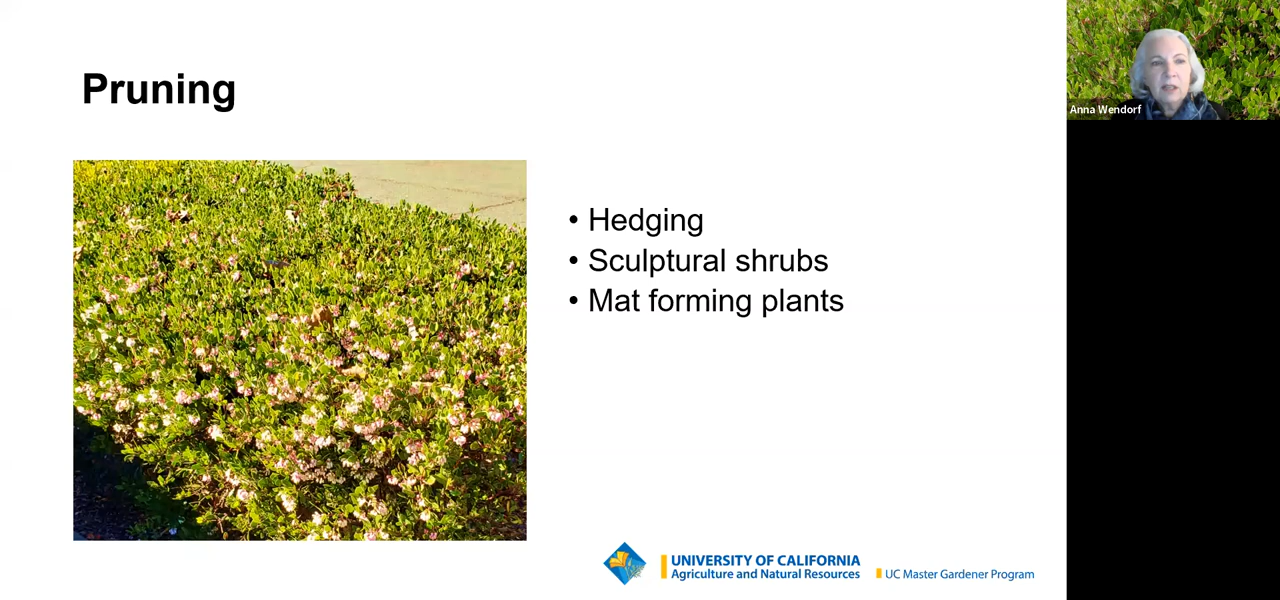 Pruning
• Hedging
• Sculptural shrubs
• Mat forming plants
UNIVERSITY OF CALIFORNIA
Agriculture and Natural Resources
UC Master Gardener Program
Anna Wendorf